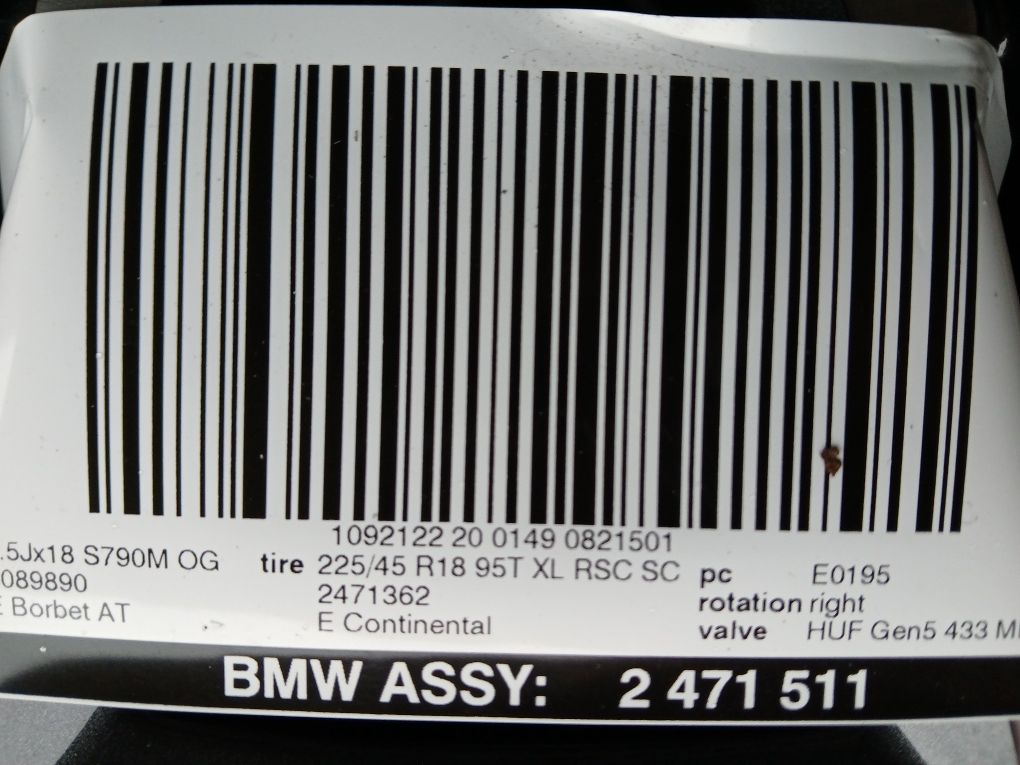 1092122 20 0149 0821501
.5Jx18 S790M OG tire 225/45 R18 95T XL RSC SC pc E0195
089890 2471362 rotation right
E Borbet AT E Continental valve HUF Gen5 433 M
BMW ASSY: 2 471 511